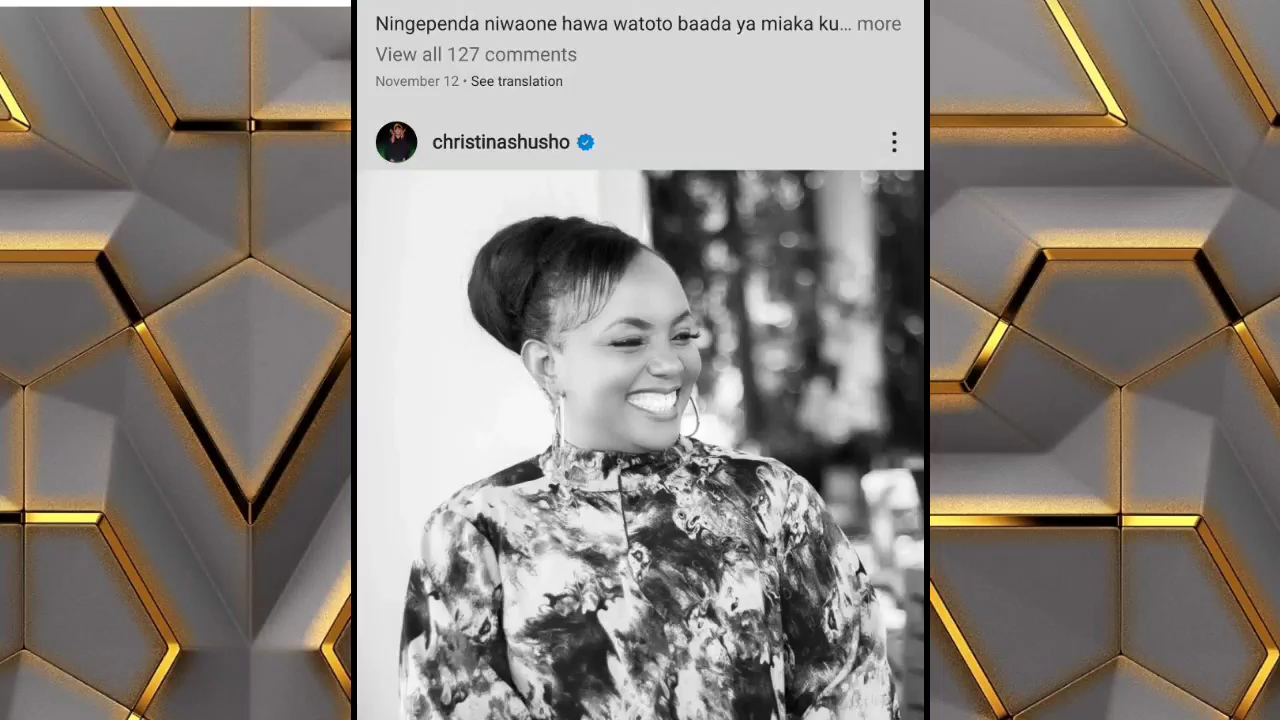 Ningependa niwaone hawa watoto baada ya miaka ku... more
View all 127 comments
November 12 • See translation
christinashusho